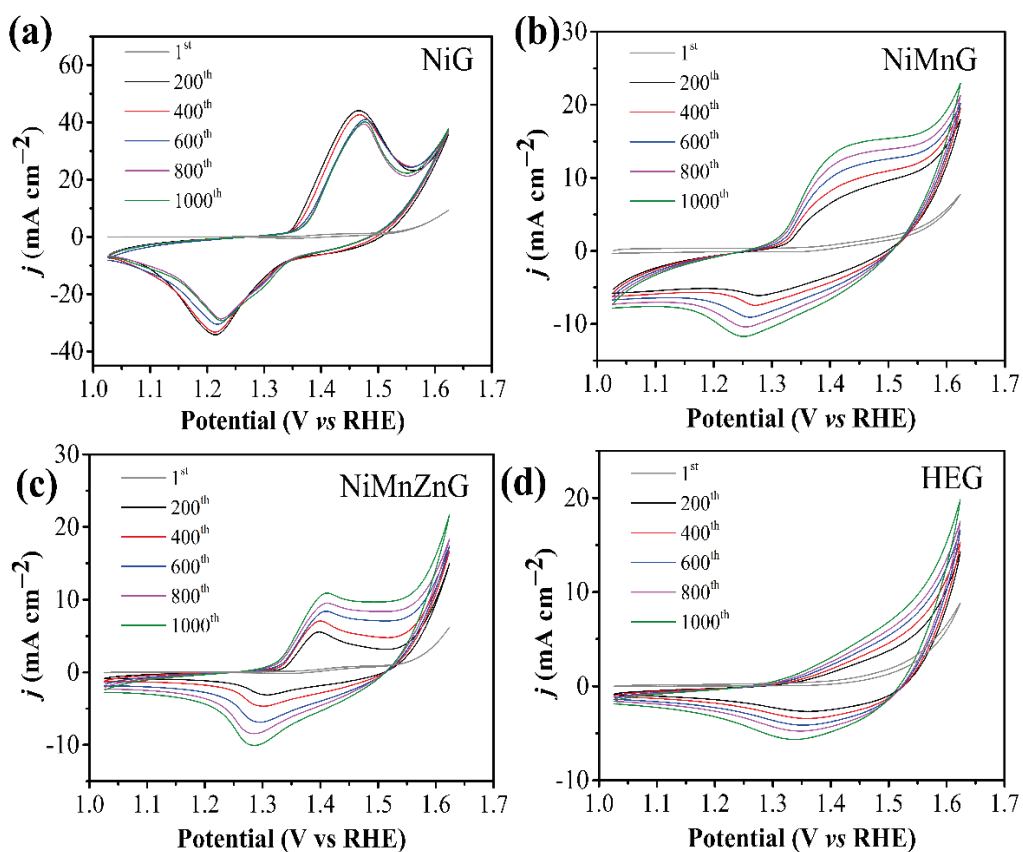 (a)
NiG
1st
200th
400th
600th
800th
1000th
60
40
20
0
-20
-40
j (mA cm−2)
1.0 1.1 1.2 1.3 1.4 1.5 1.6 1.7
Potential (V vs RHE)
(b)
NiMnG
1st
200th
400th
600th
800th
1000th
30
20
10
0
-10
j (mA cm−2)
1.0 1.1 1.2 1.3 1.4 1.5 1.6 1.7
Potential (V vs RHE)
(c)
NiMnZnG
1st
200th
400th
600th
800th
1000th
30
20
10
0
-10
j (mA cm−2)
1.0 1.1 1.2 1.3 1.4 1.5 1.6 1.7
Potential (V vs RHE)
(d)
HEG
1st
200th
400th
600th
800th
1000th
20
10
0
-10
j (mA cm−2)
1.0 1.1 1.2 1.3 1.4 1.5 1.6 1.7
Potential (V vs RHE)